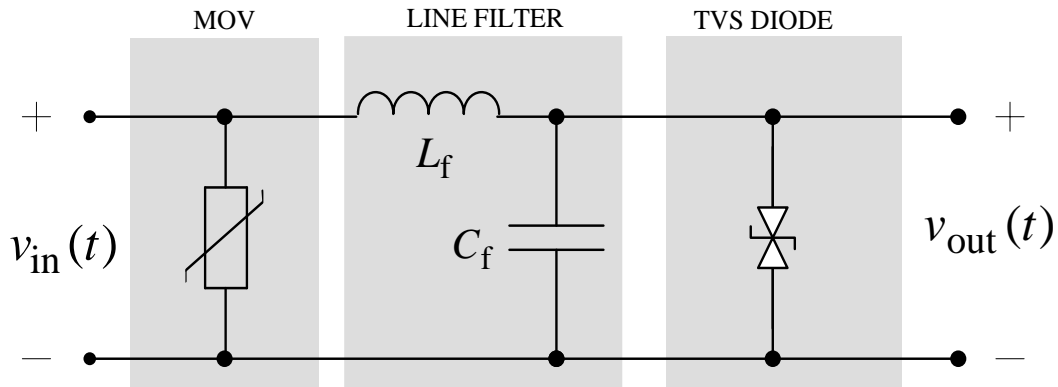 MOV
LINE FILTER
TVS DIODE
+
+
L_f
v_in(t)
C_f
v_out(t)
−
−